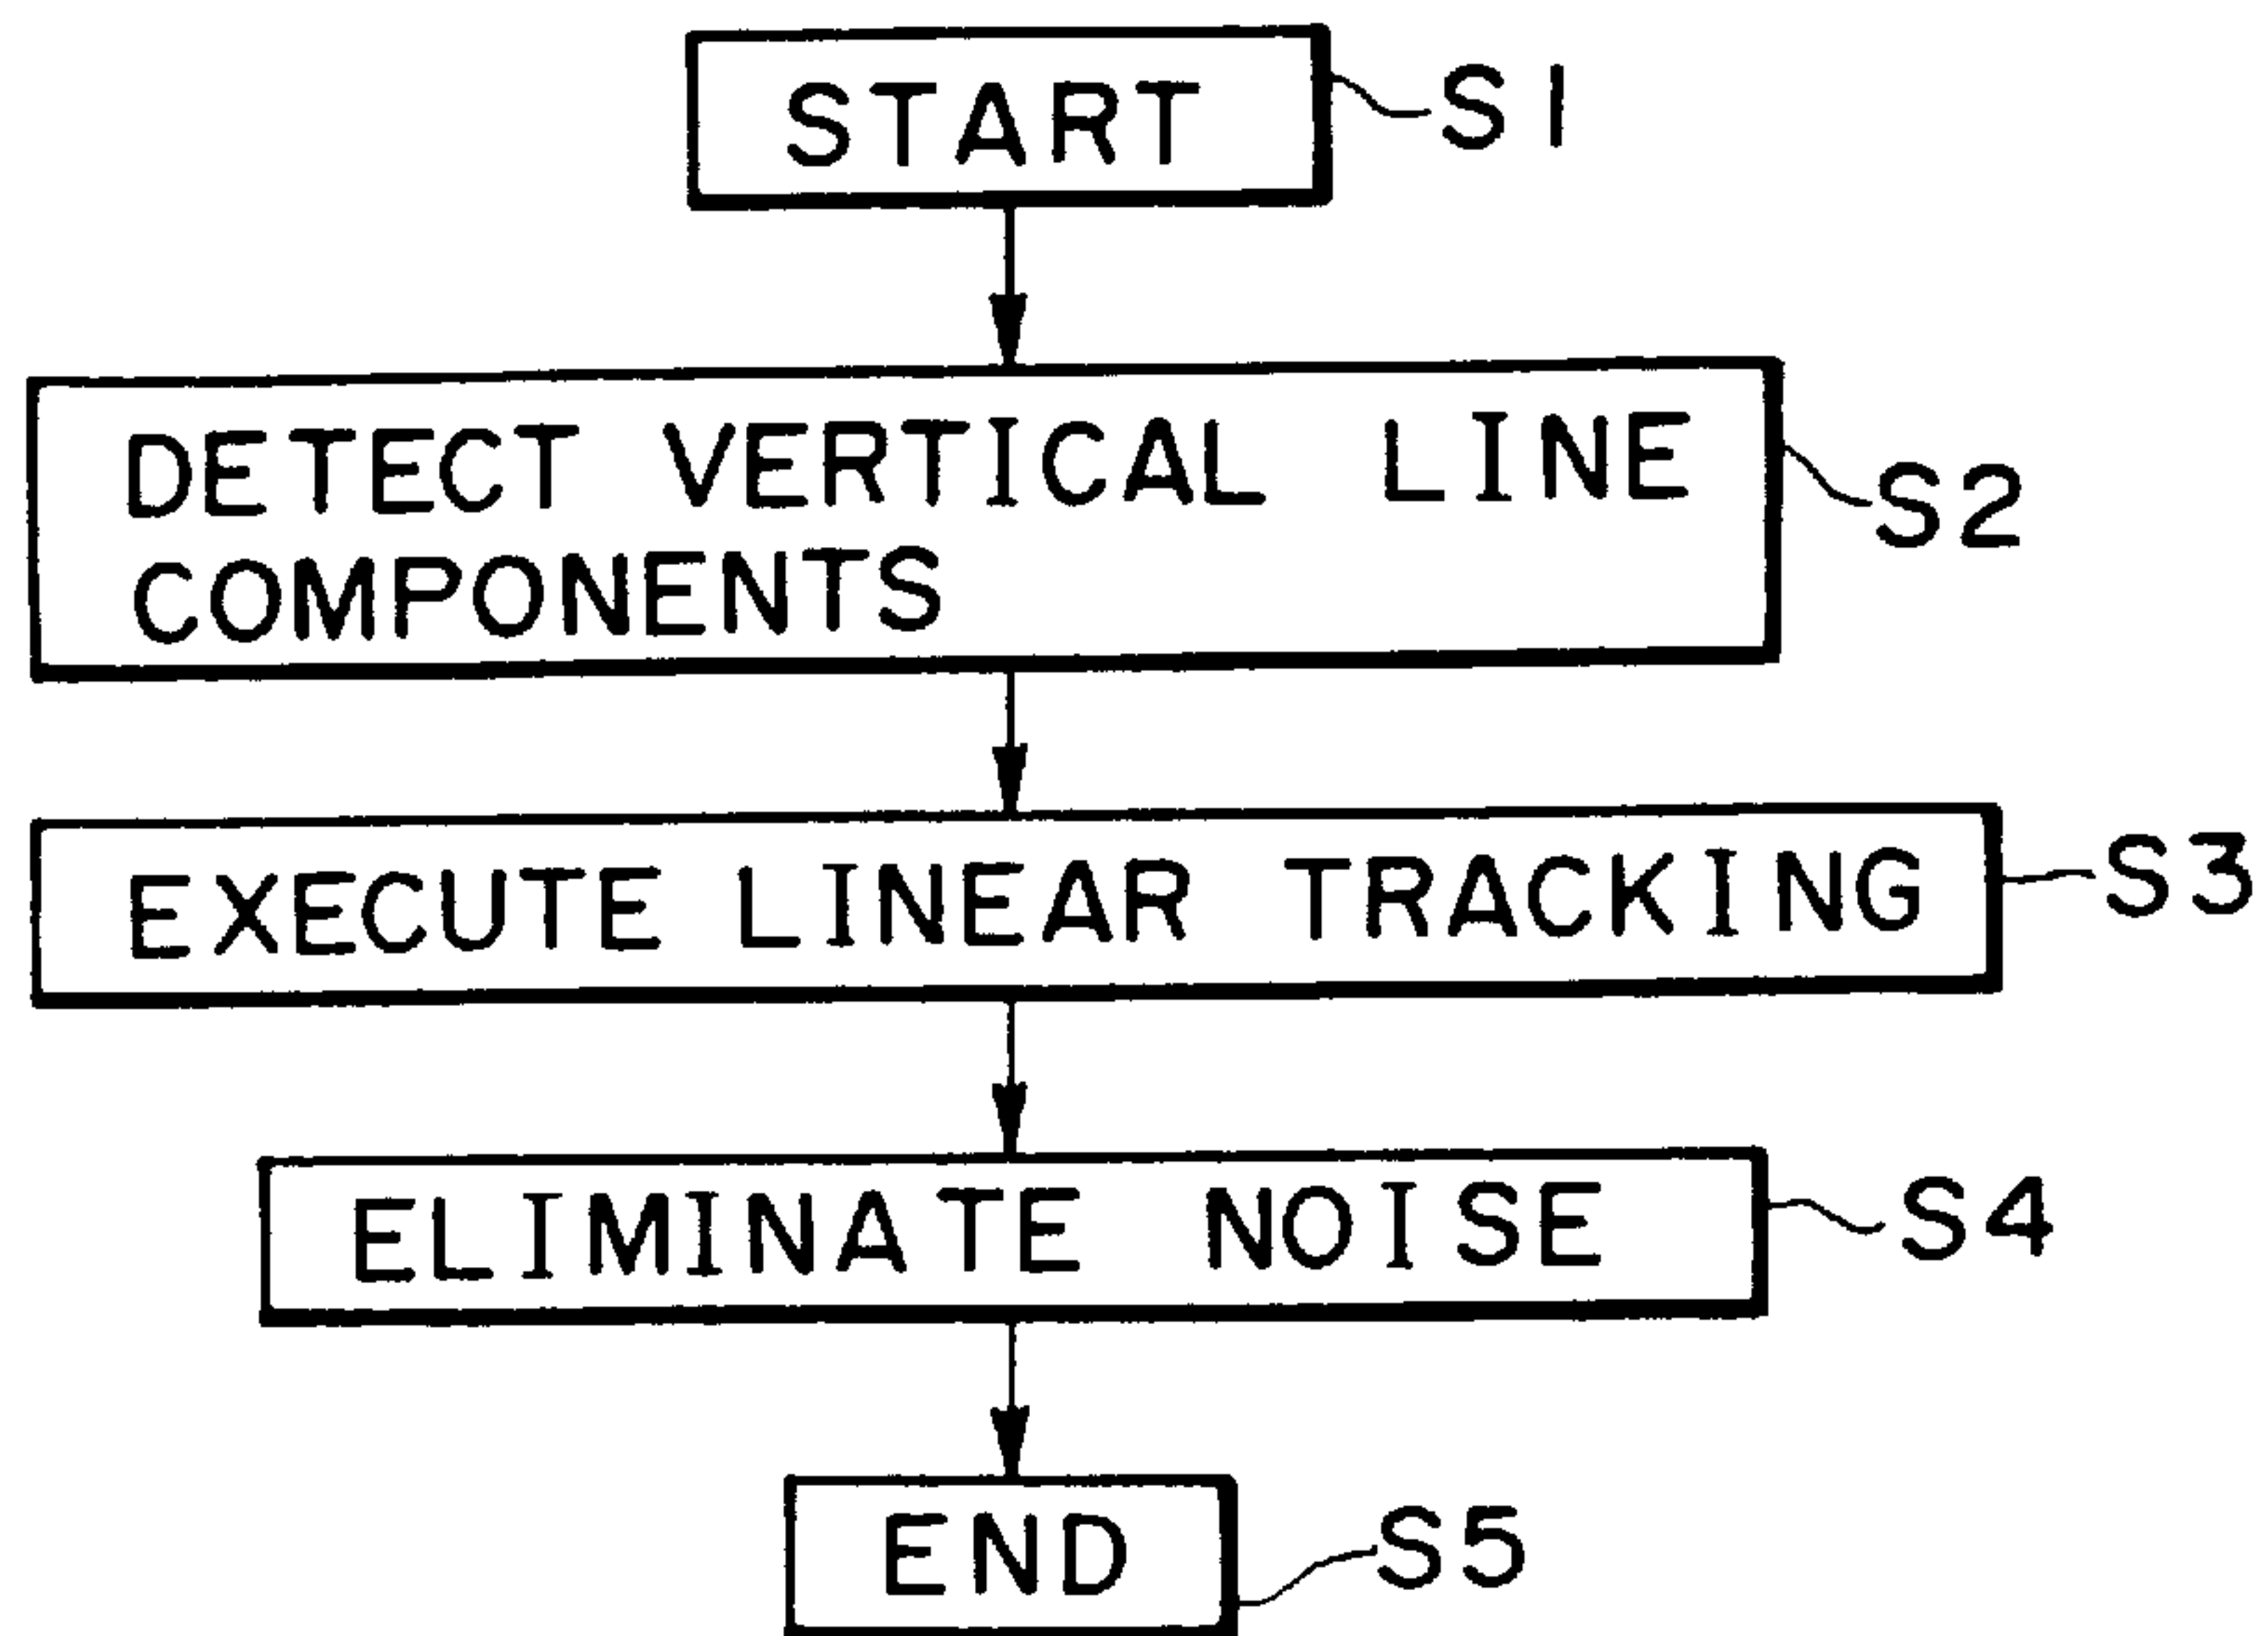 START S1
DETECT VERTICAL LINE
COMPONENTS
S2
EXECUTE LINEAR TRACKING S3
ELIMINATE NOISE S4
END S5